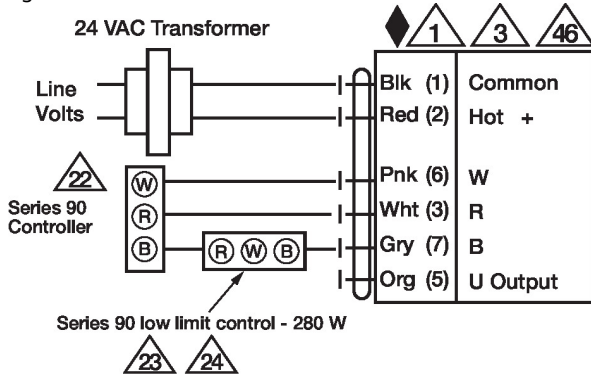 24 VAC Transformer
1 3 46
Line
Volts
Blk (1) Common
Red (2) Hot +
22
Series 90
Controller
W
R
B
R W B
Pnk (6) W
Wht (3) R
Gry (7) B
Org (5) U Output
Series 90 low limit control - 280 W
23 24